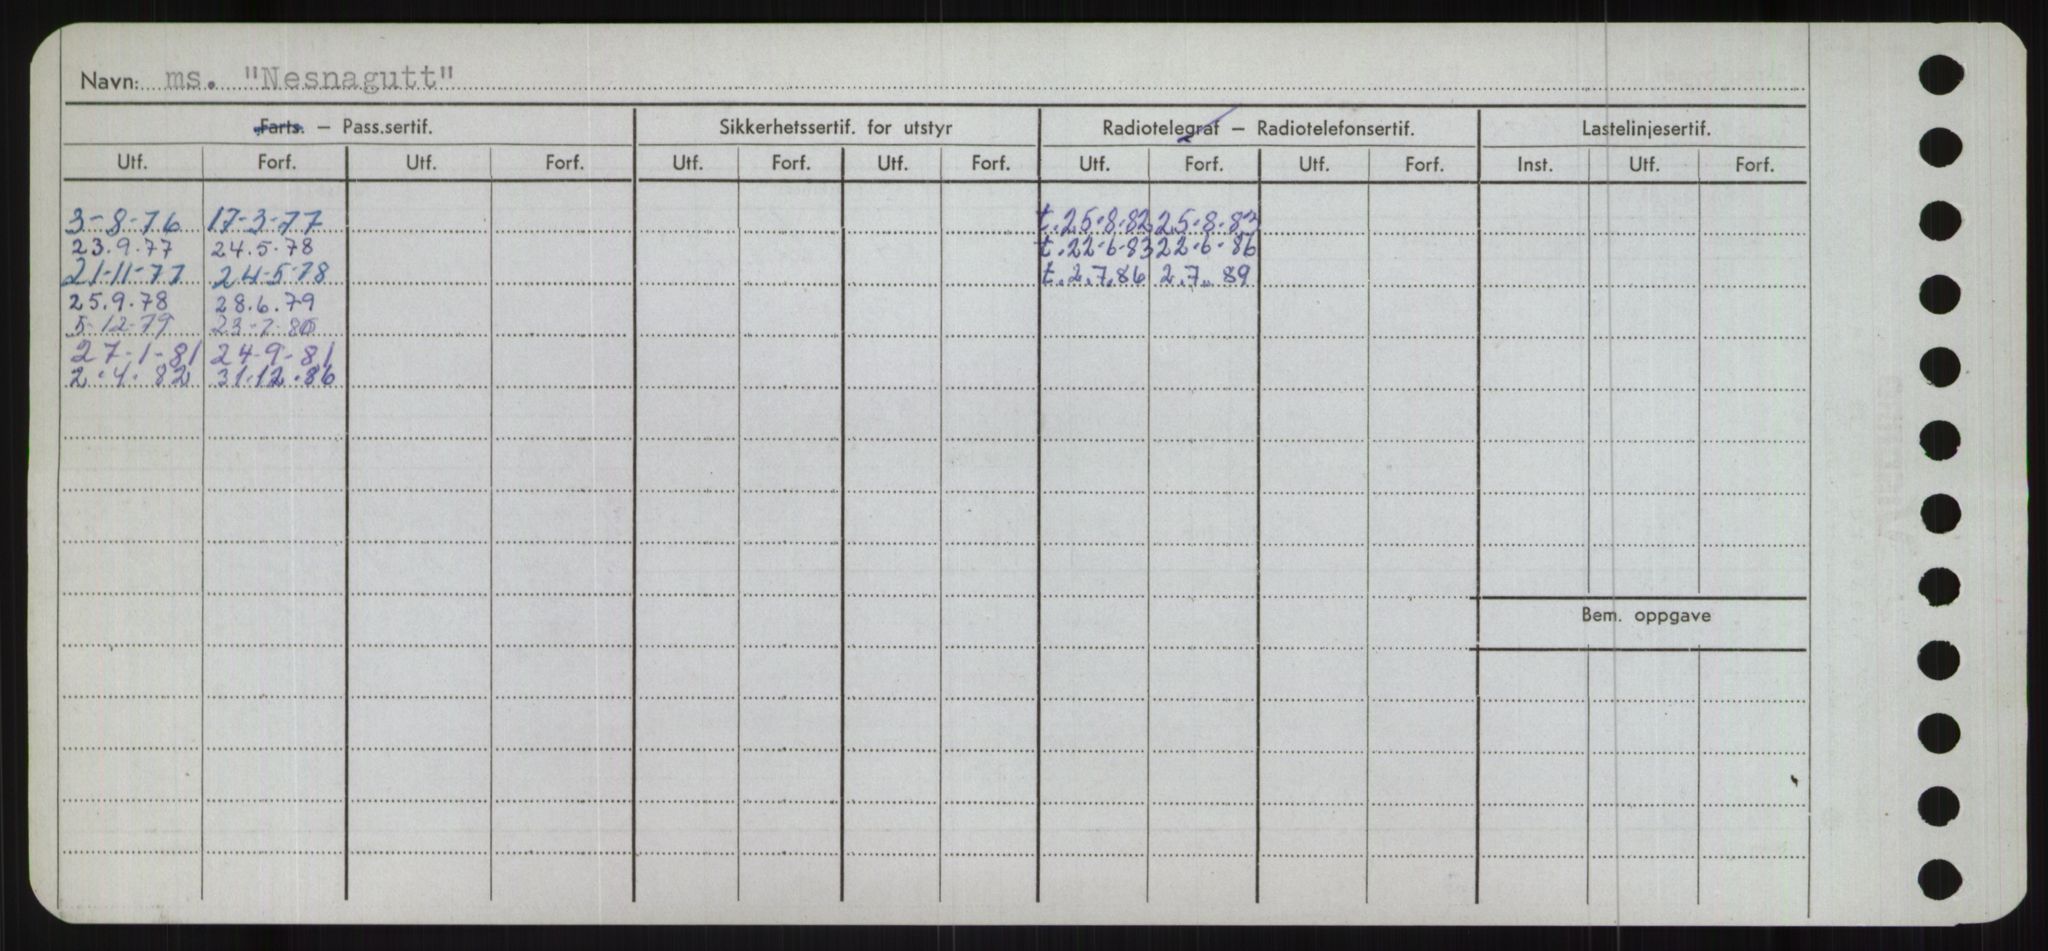 Navn: ms. "Nesnagutt"
Farts. — Pass.sertif. Sikkerhetssertif. for utstyr Radiotelegraf — Radiotelefonsertif. Lastelinjesertif.
Utf. Forf. Utf. Forf. Utf. Forf. Utf. Forf. Utf. Forf. Utf. Forf. Inst. Utf. Forf.
3-8-76 17-3-77 t.25.8.82 25.8.83
23.9.77 24.5.78 t.22.6.83 22.6.86
21-11-77 24-5-78 t.2.7.86 2.7.89
25.9.78 28.6.79
5-12-79 23-7-80
27-1-81 24-9-81
2.4.82 31.12.86
Bem. oppgave